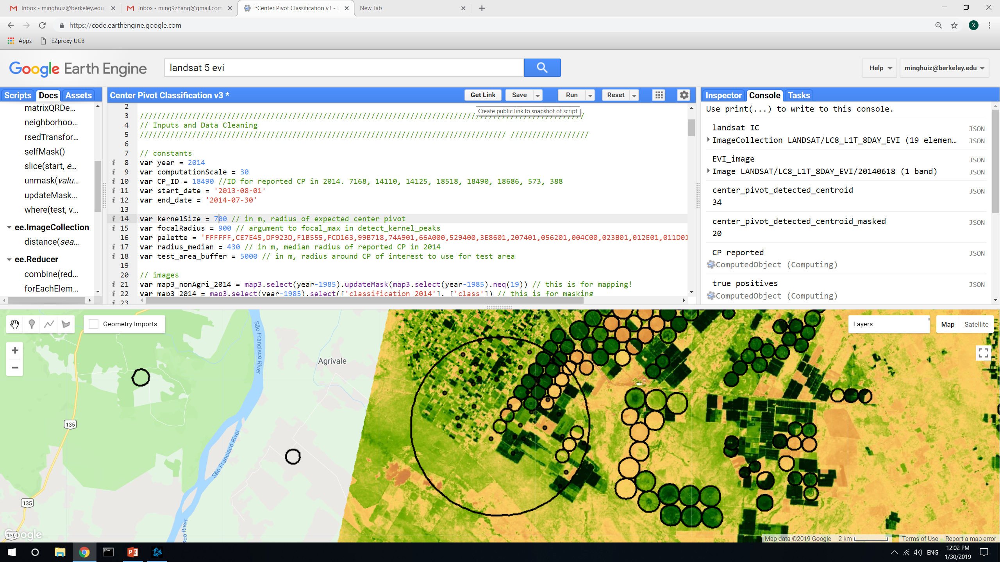 Inbox - minghuiz@berkeley.edu
Inbox - ming9zhang@gmail.com
*Center Pivot Classification v3 - E
New Tab
https://code.earthengine.google.com
X
Apps
EZproxy UCB
Google Earth Engine
landsat 5 evi
Help
minghuiz@berkeley.edu
Scripts
Docs
Assets
matrixQRDe...
neighborhoo...
rsedTransfor...
selfMask()
slice(start, e...
unmask(valu...
updateMask...
where(test, v...
ee.ImageCollection
distance(sea...
ee.Reducer
combine(red...
forEachElem...
Center Pivot Classification v3 *
Get Link
Save
Run
Reset
Create public link to snapshot of script
2
3
4 // Inputs and Data Cleaning
5
6
7 // constants
8 var year = 2014
9 var computationScale = 30
10 var CP_ID = 18490 //ID for reported CP in 2014. 7168, 14110, 14125, 18518, 18490, 18686, 573, 388
11 var start_date = '2013-08-01'
12 var end_date = '2014-07-30'
13
14 var kernelSize = 700 // in m, radius of expected center pivot
15 var focalRadius = 900 // argument to focal_max in detect_kernel_peaks
16 var palette = 'FFFFFF,CE7E45,DF923D,F1B555,FCD163,99B718,74A901,66A000,529400,3E8601,207401,056201,004C00,023B01,012E01,011D01
17 var radius_median = 430 // in m, median radius of reported CP in 2014
18 var test_area_buffer = 5000 // in m, radius around CP of interest to use for test area
19
20 // images
21 var map3_nonAgri_2014 = map3.select(year-1985).updateMask(map3.select(year-1985).neq(19)) // this is for mapping!
22 var map3_2014 = map3.select(year-1985).select(['classification_2014'], ['class']) // this is for masking
23
Inspector
Console
Tasks
Use print(...) to write to this console.
landsat IC
JSON
ImageCollection LANDSAT/LC8_L1T_8DAY_EVI (19 elemen...
JSON
EVI_image
JSON
Image LANDSAT/LC8_L1T_8DAY_EVI/20140618 (1 band)
JSON
center_pivot_detected_centroid
JSON
34
center_pivot_detected_centroid_masked
JSON
20
CP reported
JSON
ComputedObject (Computing)
true positives
JSON
ComputedObject (Computing)
Geometry Imports
Layers
Map
Satellite
Agrivale
São Francisco River
São Francisco River
sco River
135
135
Google
Map data ©2019 Google
2 km
Terms of Use
Report a map error
ENG
12:02 PM
1/30/2019